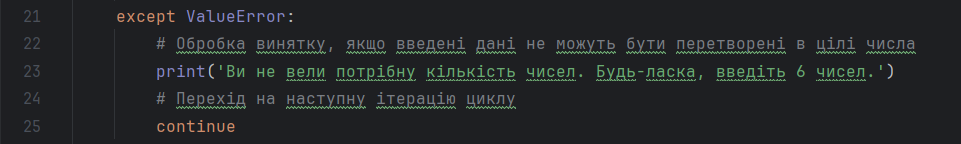 21 except ValueError:
22 # Обробка винятку, якщо введені дані не можуть бути перетворені в цілі числа
23 print('Ви не вели потрібну кількість чисел. Будь-ласка, введіть 6 чисел.')
24 # Перехід на наступну ітерацію циклу
25 continue